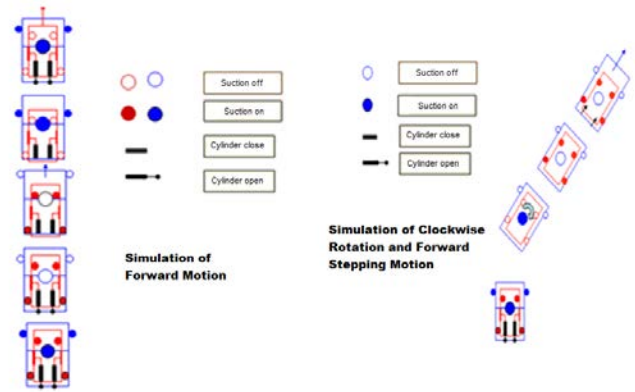 Suction off
Suction on
Cylinder close
Cylinder open
Simulation of
Forward Motion
Suction off
Suction on
Cylinder close
Cylinder open
Simulation of Clockwise
Rotation and Forward
Stepping Motion